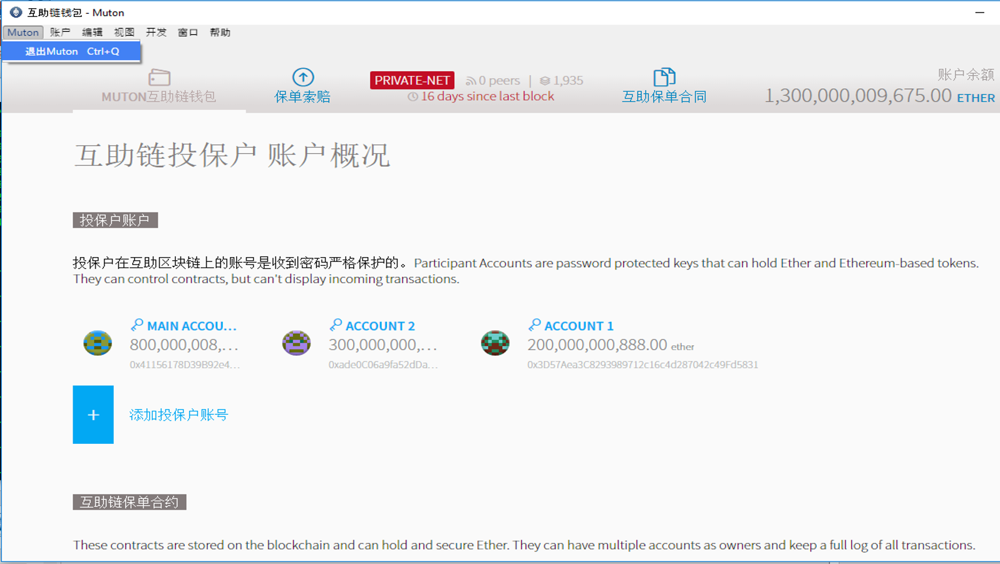 互助链钱包 - Muton
Muton 账户 编辑 视图 开发 窗口 帮助
退出Muton Ctrl+Q
MUTON互助链钱包
保单索赔
PRIVATE-NET 0 peers | 1,935
16 days since last block
互助保单合同
账户余额
1,300,000,009,675.00 ETHER
互助链投保户 账户概况
投保户账户
投保户在互助区块链上的账号是收到密码严格保护的。Participant Accounts are password protected keys that can hold Ether and Ethereum-based tokens.
They can control contracts, but can't display incoming transactions.
MAIN ACCOU...
800,000,008,...
0x41156178D39B92e4...
ACCOUNT 2
300,000,000,...
0xade0C06a9fa52dDa...
ACCOUNT 1
200,000,000,888.00 ether
0x3D57Aea3C8293989712c16c4d287042c49Fd5831
+ 添加投保户账号
互助链保单合约
These contracts are stored on the blockchain and can hold and secure Ether. They can have multiple accounts as owners and keep a full log of all transactions.